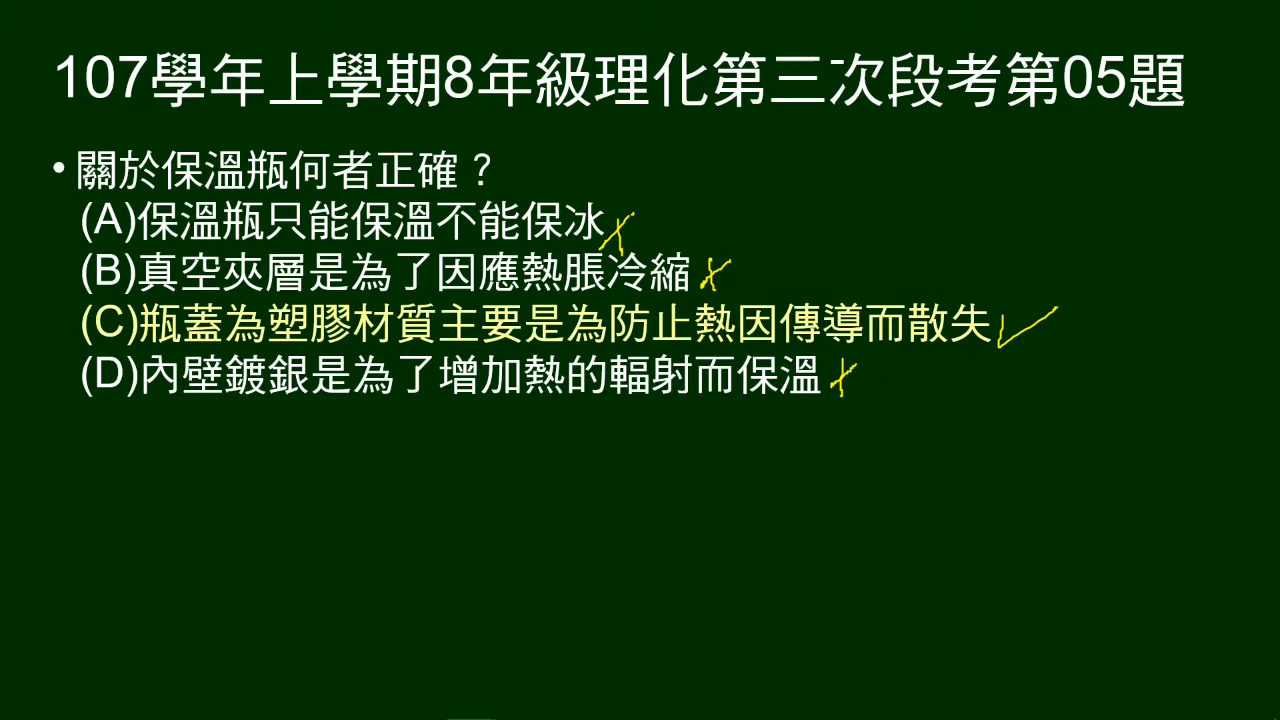 107學年上學期8年級理化第三次段考第05題
•關於保溫瓶何者正確？
(A)保溫瓶只能保溫不能保冰
(B)真空夾層是為了因應熱脹冷縮
(C)瓶蓋為塑膠材質主要是為防止熱因傳導而散失
(D)內壁鍍銀是為了增加熱的輻射而保溫